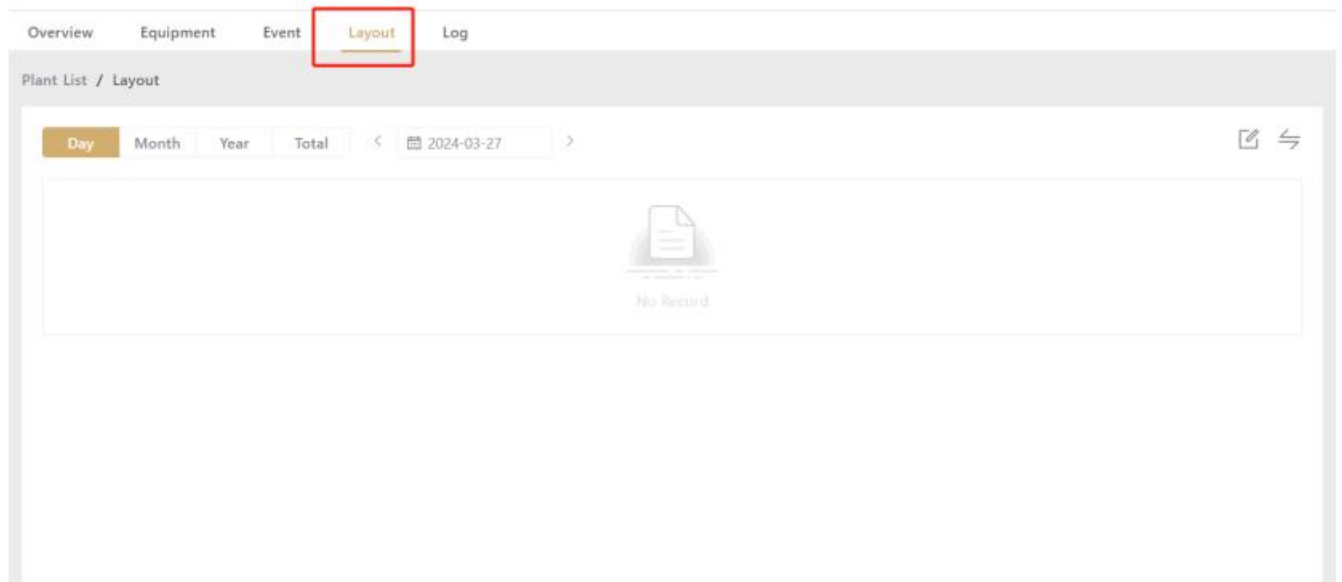 Overview Equipment Event Layout Log
Plant List / Layout
Day Month Year Total < 2024-03-27 >
No Record